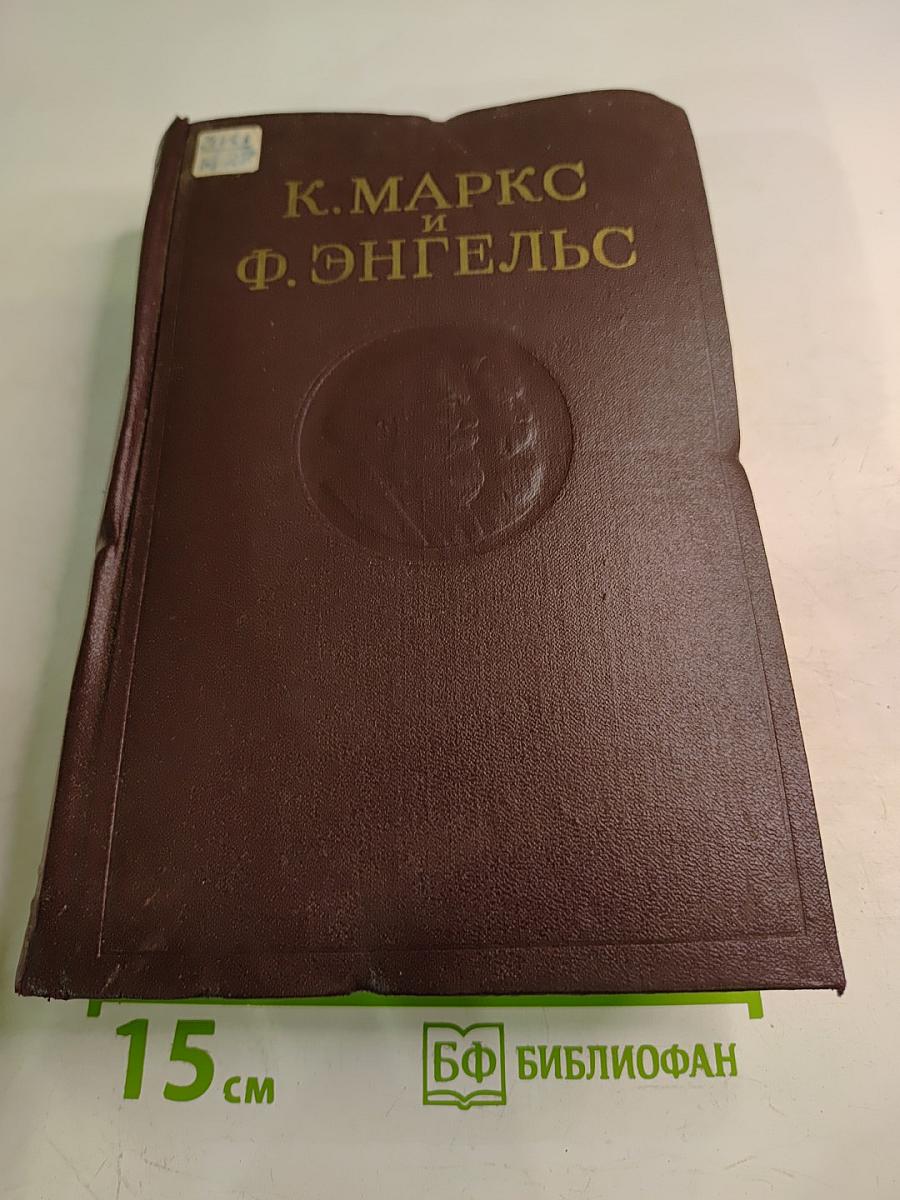 К. МАРКС
и
Ф. ЭНГЕЛЬС
15 см
БФ БИБЛИОФАН